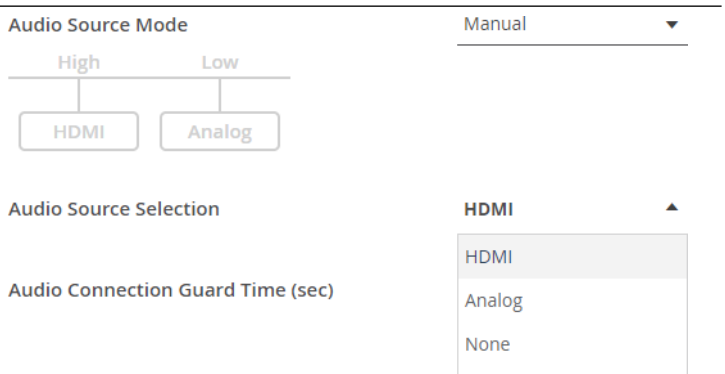 Audio Source Mode
Manual
High
Low
HDMI
Analog
Audio Source Selection
HDMI
HDMI
Audio Connection Guard Time (sec)
Analog
None